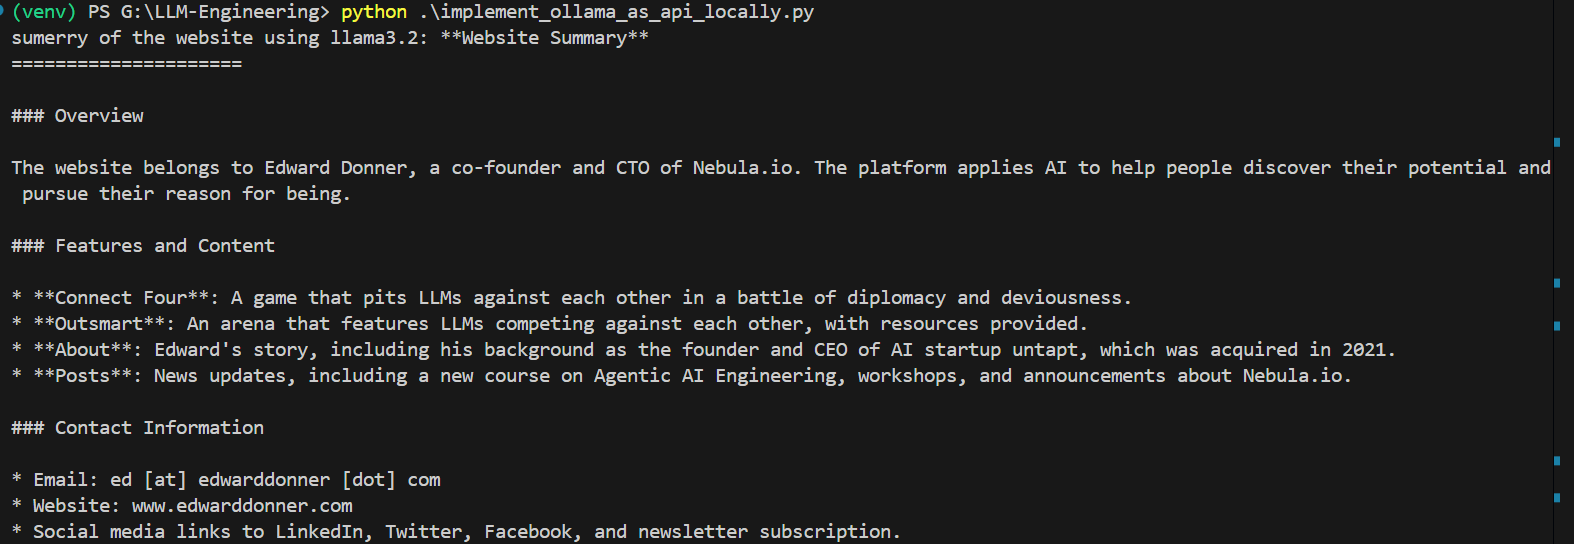 (venv) PS G:\LLM-Engineering> python .\implement_ollama_as_api_locally.py
sumerry of the website using llama3.2: **Website Summary**
=====================
### Overview
The website belongs to Edward Donner, a co-founder and CTO of Nebula.io. The platform applies AI to help people discover their potential and
pursue their reason for being.
### Features and Content
* **Connect Four**: A game that pits LLMs against each other in a battle of diplomacy and deviousness.
* **Outsmart**: An arena that features LLMs competing against each other, with resources provided.
* **About**: Edward's story, including his background as the founder and CEO of AI startup untapt, which was acquired in 2021.
* **Posts**: News updates, including a new course on Agentic AI Engineering, workshops, and announcements about Nebula.io.
### Contact Information
* Email: ed [at] edwarddonner [dot] com
* Website: www.edwarddonner.com
* Social media links to LinkedIn, Twitter, Facebook, and newsletter subscription.